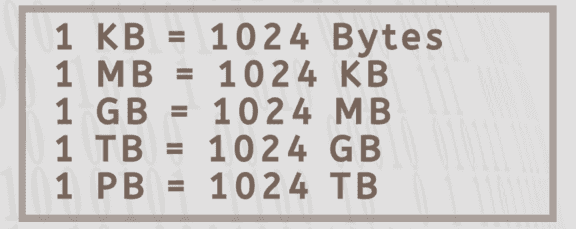 1 KB = 1024 Bytes
1 MB = 1024 KB
1 GB = 1024 MB
1 TB = 1024 GB
1 PB = 1024 TB